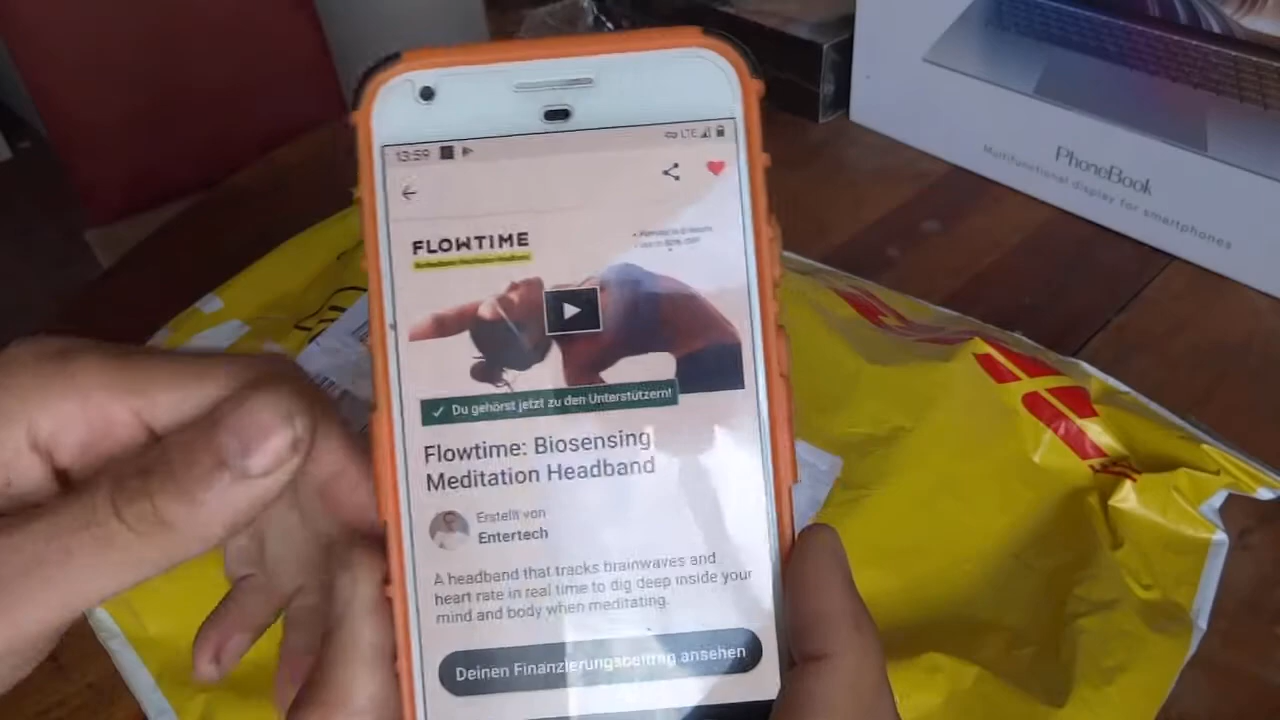 13:59
LTE
FLOWTIME
Du gehörst jetzt zu den Unterstützern!
Flowtime: Biosensing
Meditation Headband
Erstellt von
Entertech
A headband that tracks brainwaves and
heart rate in real time to dig deep inside your
mind and body when meditating.
Deinen Finanzierungsbeitrag ansehen
PhoneBook
Multifunctional display for smartphones